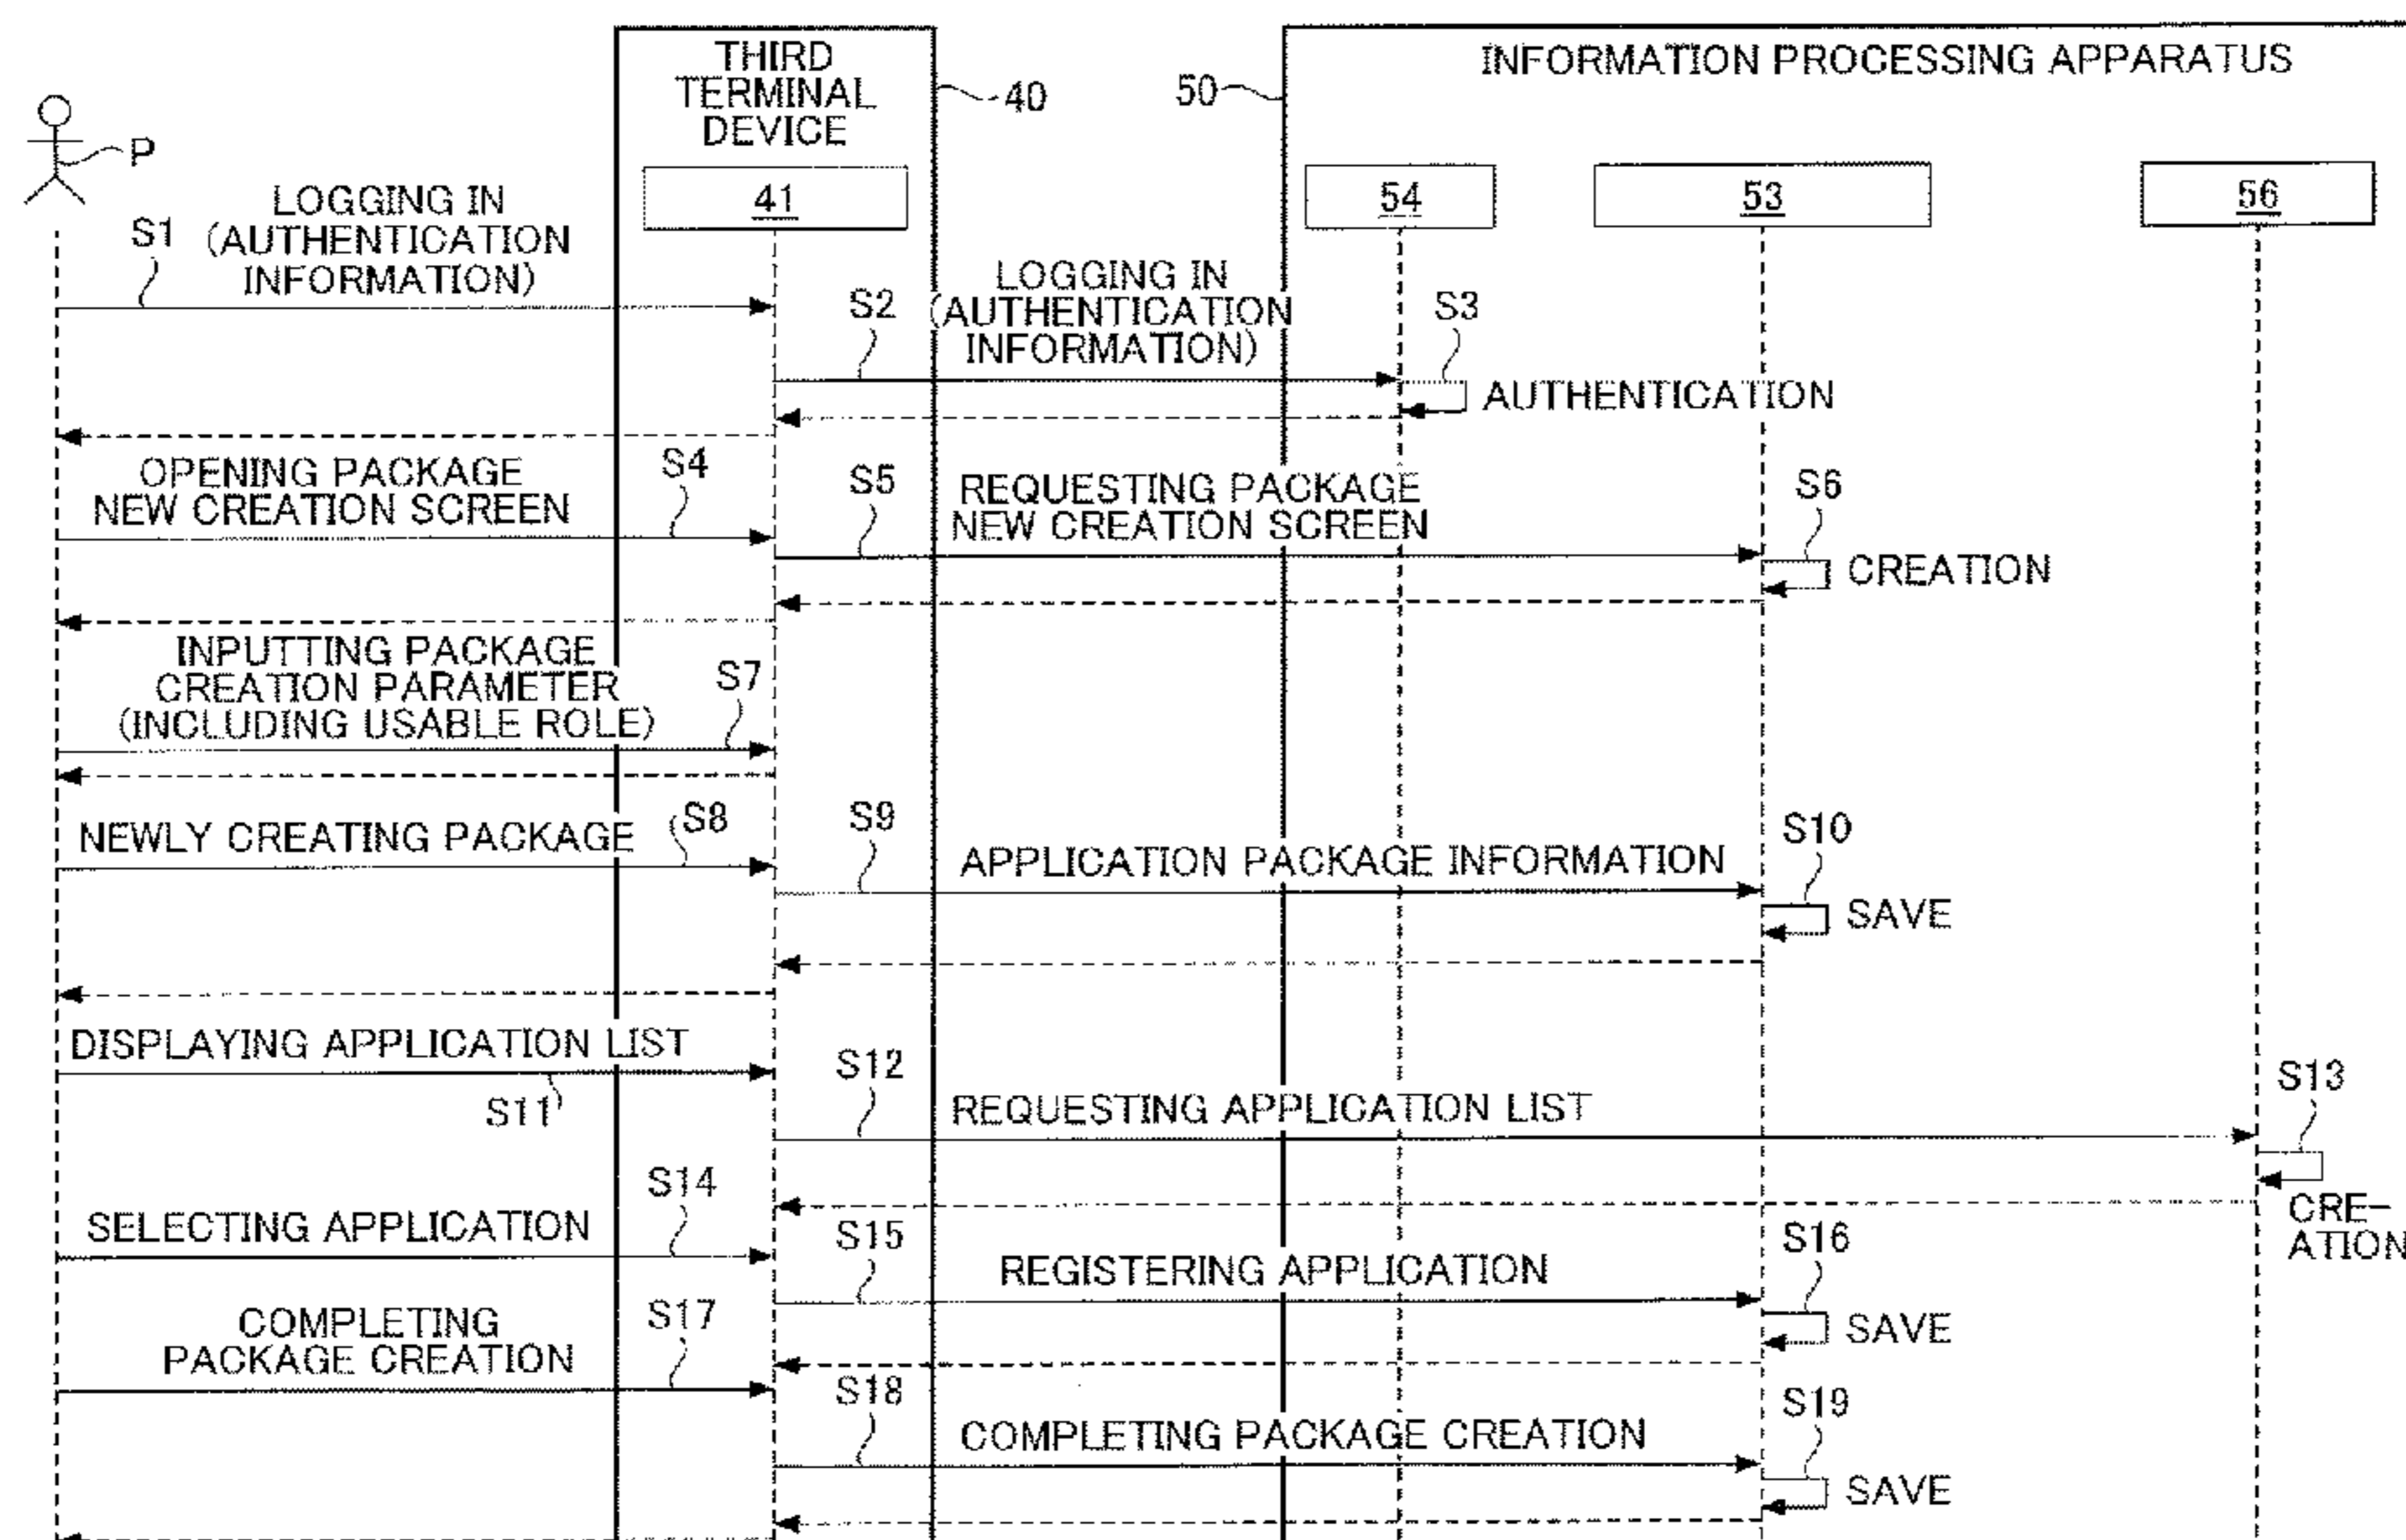 THIRD
TERMINAL
DEVICE
40
50
INFORMATION PROCESSING APPARATUS
P
41
54
53
56
S1
LOGGING IN
(AUTHENTICATION
INFORMATION)
S2
LOGGING IN
(AUTHENTICATION
INFORMATION)
S3
AUTHENTICATION
OPENING PACKAGE
NEW CREATION SCREEN
S4
S5
REQUESTING PACKAGE
NEW CREATION SCREEN
S6
CREATION
INPUTTING PACKAGE
CREATION PARAMETER
(INCLUDING USABLE ROLE)
S7
NEWLY CREATING PACKAGE
S8
S9
APPLICATION PACKAGE INFORMATION
S10
SAVE
DISPLAYING APPLICATION LIST
S11
S12
REQUESTING APPLICATION LIST
S13
CRE-
ATION
SELECTING APPLICATION
S14
S15
REGISTERING APPLICATION
S16
SAVE
COMPLETING
PACKAGE CREATION
S17
S18
COMPLETING PACKAGE CREATION
S19
SAVE